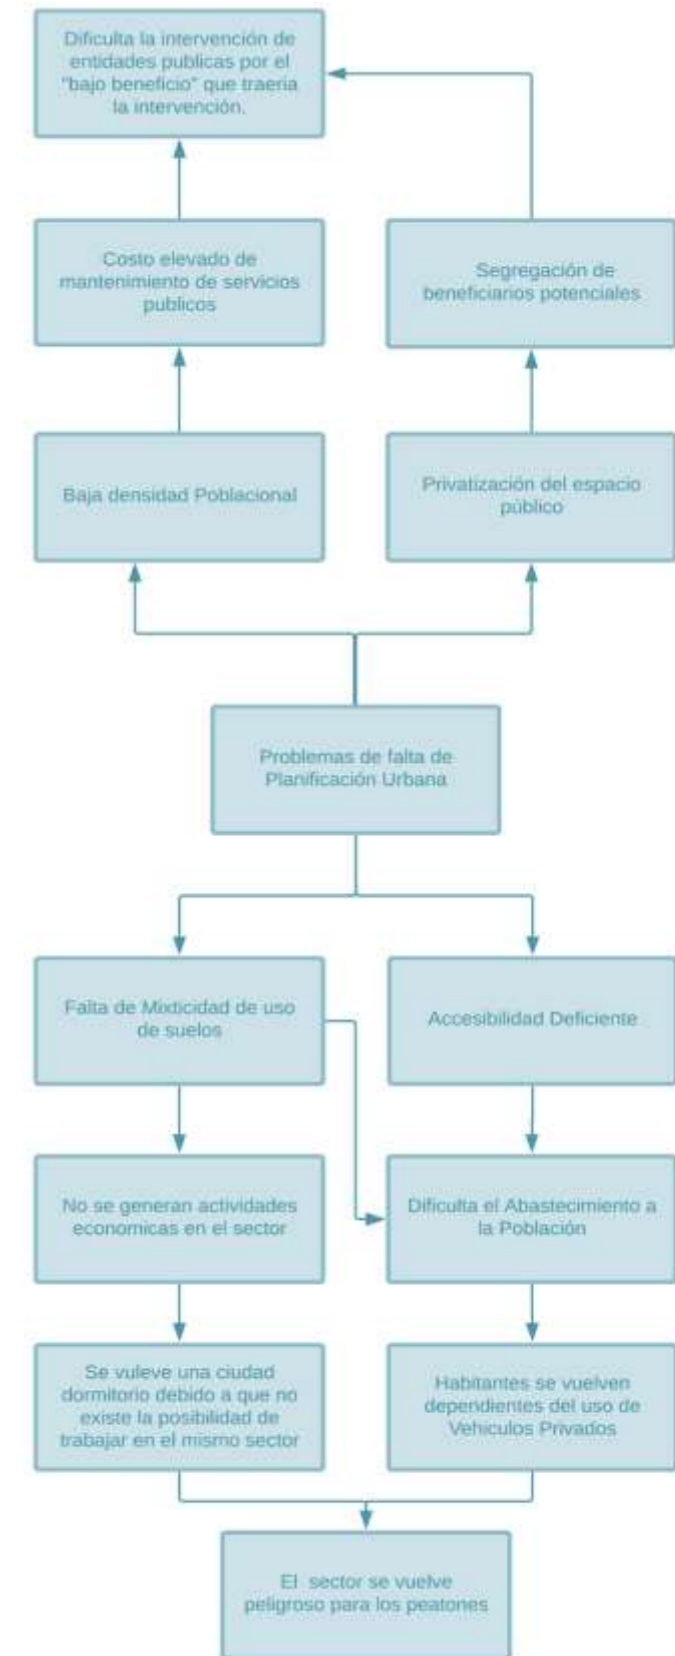 Dificulta la intervención de
entidades publicas por el
"bajo beneficio" que traeria
la intervención.
Costo elevado de
mantenimiento de servicios
publicos
Segregación de
beneficiarios potenciales
Baja densidad Poblacional
Privatización del espacio
público
Problemas de falta de
Planificación Urbana
Falta de Mixticidad de uso
de suelos
Accesibilidad Deficiente
No se generan actividades
economicas en el sector
Dificulta el Abastecimiento a
la Población
Se vuleve una ciudad
dormitorio debido a que no
existe la posibilidad de
trabajar en el mismo sector
Habitantes se vuelven
dependientes del uso de
Vehiculos Privados
El sector se vuelve
peligroso para los peatones